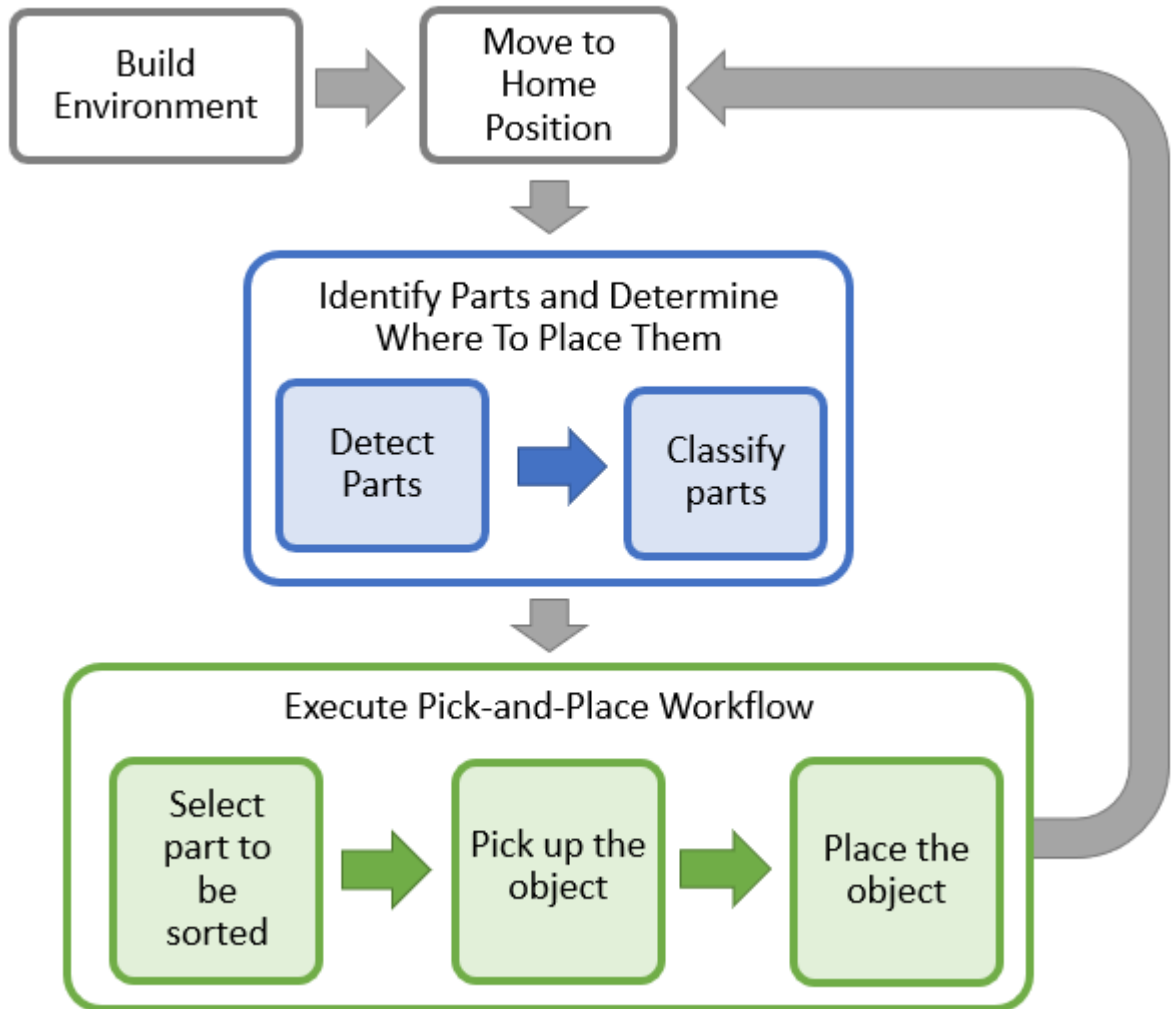 Build
Environment
Move to
Home
Position
Identify Parts and Determine
Where To Place Them
Detect
Parts
Classify
parts
Execute Pick-and-Place Workflow
Select
part to
be
sorted
Pick up the
object
Place the
object